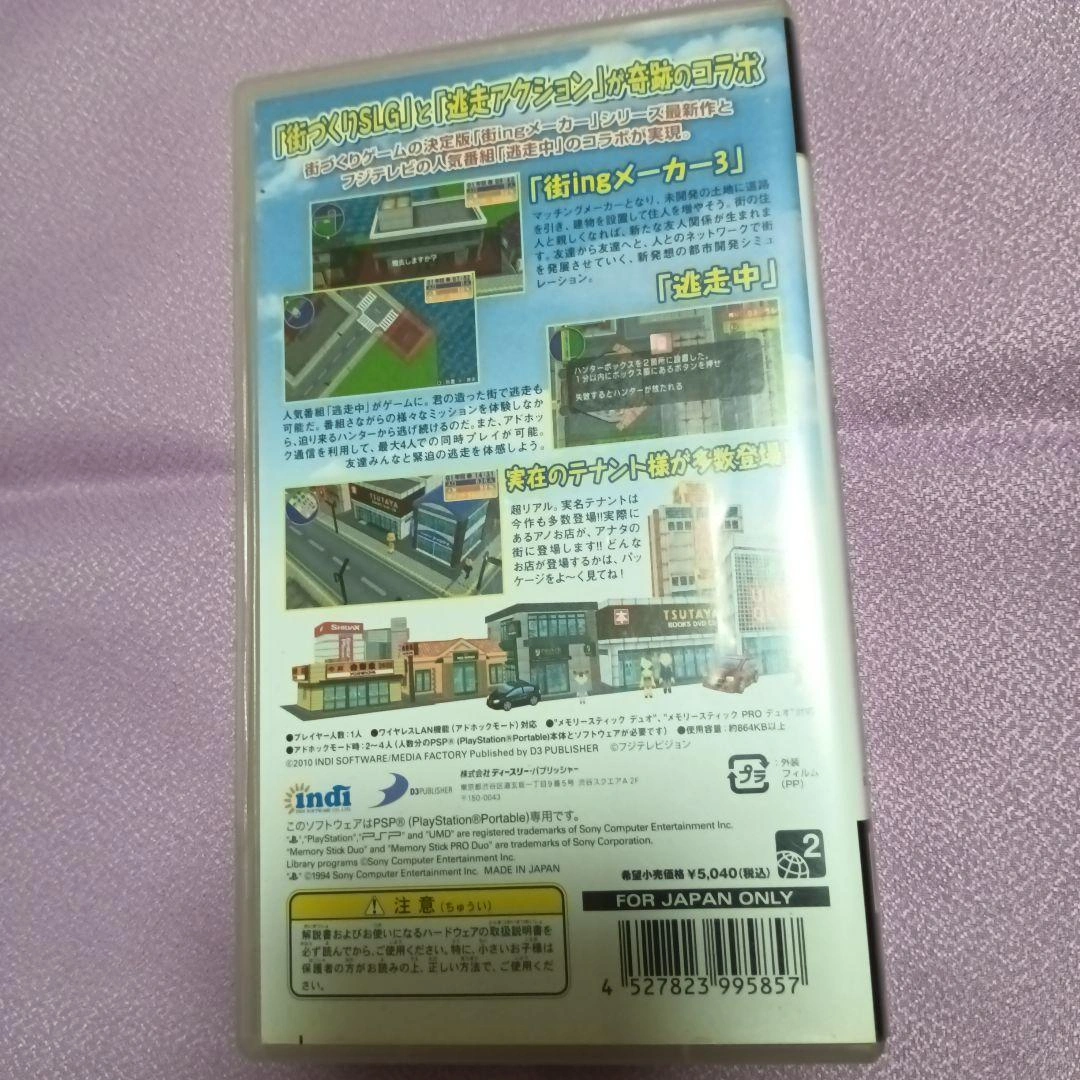 「街づくりSLG」と「逃走アクション」が奇跡のコラボ
街づくりゲームの決定版「街ingメーカー」シリーズ最新作と
フジテレビの人気番組「逃走中」のコラボが実現。
「街ingメーカー3」
マッチングメーカーとなり、未開発の土地に道路
を引き、建物を設置して住人を増やそう。街の住
人と親しくなれば、新たな友人関係が生まれま
す。友達から友達へと、人とのネットワークで街
を発展させていく、新発想の都市開発シミュ
レーション。
撤去しますか?
「逃走中」
ハンターボックスを2箇所に設置した。
1分以内にボックス脇にあるボタンを押せ
失敗するとハンターが放たれる
人気番組「逃走中」がゲームに。君の造った街で逃走も
可能だ。番組さながらの様々なミッションを体験しなが
ら、迫り来るハンターから逃げ続けるのだ。また、アドホッ
ク通信を利用して、最大4人での同時プレイが可能。
友達みんなと緊迫の逃走を体感しよう。
実在のテナント様が多数登場
TSUTAYA
超リアル。実名テナントは
今作も多数登場!!実際に
あるアノお店が、アナタの
街に登場します!!どんな
お店が登場するかは、パッ
ケージをよ〜く見てね!
SHIDAX
本
TSUTAYA
●プレイヤー人数:1人 ●ワイヤレスLAN機能(アドホックモード)対応 ●"メモリースティック デュオ"、"メモリースティック PRO デュオ"対応
●アドホックモード時:2〜4人(人数分のPSP®(PlayStation®Portable)本体とソフトウェアが必要です) ●使用容量:約864KB以上
©2010 INDI SOFTWARE/MEDIA FACTORY Published by D3 PUBLISHER ©フジテレビジョン
indi
D3PUBLISHER
株式会社 ディースリー・パブリッシャー
東京都渋谷区道玄坂一丁目9番5号 渋谷スクエアA 2F
〒150-0043
プラ
:外装
フィルム
(PP)
このソフトウェアはPSP®(PlayStation®Portable)専用です。
" ","PlayStation","PSP" and "UMD" are registered trademarks of Sony Computer Entertainment Inc.
"Memory Stick Duo" and "Memory Stick PRO Duo" are trademarks of Sony Corporation.
Library programs ©Sony Computer Entertainment Inc.
" " ©1994 Sony Computer Entertainment Inc. MADE IN JAPAN
希望小売価格 ¥5,040(税込)
2
FOR JAPAN ONLY
注意(ちゅうい)
解説書およびお使いになるハードウェアの取扱説明書を
必ず読んでから、ご使用ください。特に、小さいお子様は
保護者の方がお読みの上、正しい方法で、ご使用くだ
さい。
4 527823 995857